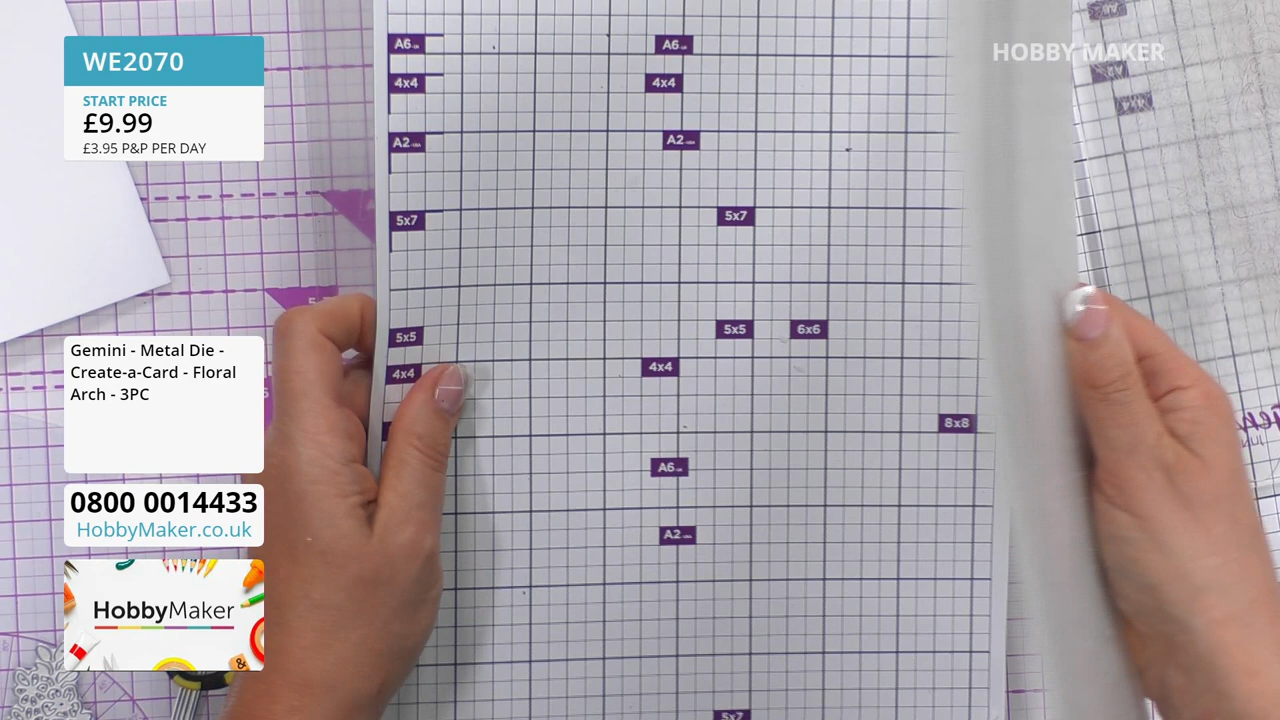 WE2070
START PRICE
£9.99
£3.95 P&P PER DAY
Gemini - Metal Die -
Create-a-Card - Floral
Arch - 3PC
0800 0014433
HobbyMaker.co.uk
HobbyMaker
HOBBY MAKER
A6
A6
4x4
4x4
A2
A2
5x7
5x7
5x5
5x5
6x6
4x4
4x4
8x8
A6
A2
5x7